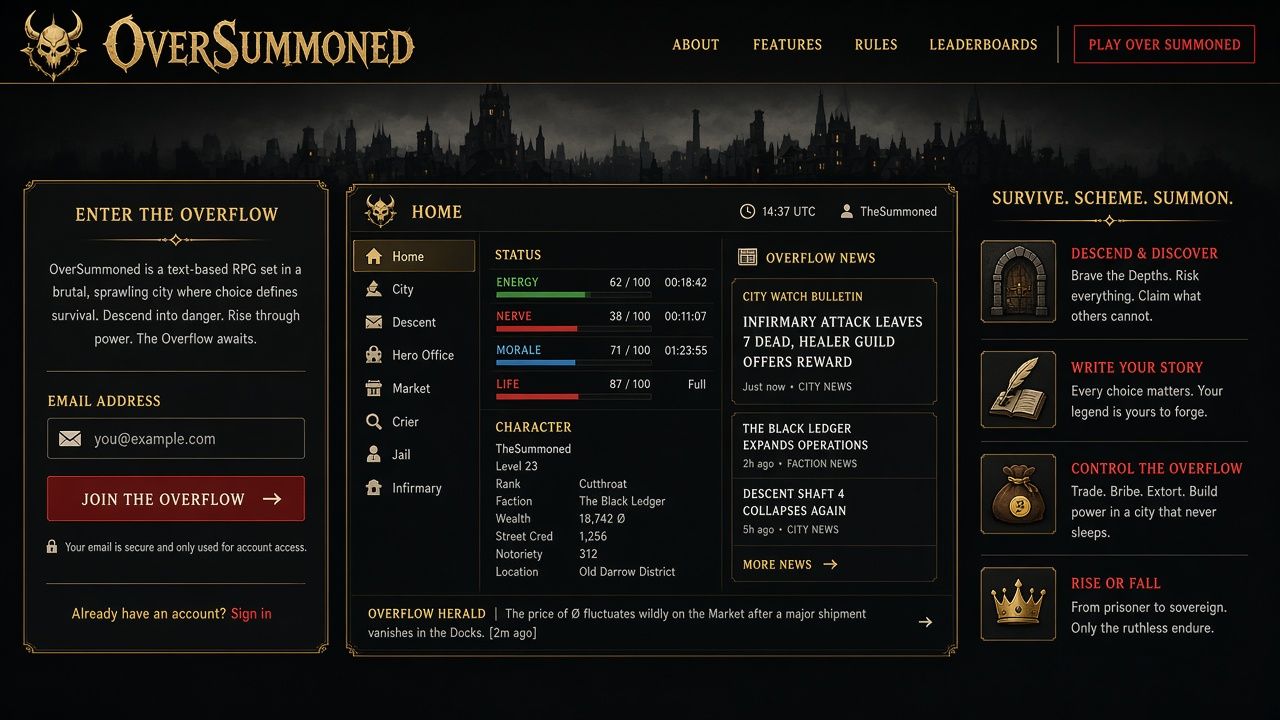 OVERSUMMONED
ABOUT
FEATURES
RULES
LEADERBOARDS
PLAY OVER SUMMONED
ENTER THE OVERFLOW
OverSummoned is a text-based RPG set in a
brutal, sprawling city where choice defines
survival. Descend into danger. Rise through
power. The Overflow awaits.
EMAIL ADDRESS
you@example.com
JOIN THE OVERFLOW →
Your email is secure and only used for account access.
Already have an account? Sign in
HOME
14:37 UTC
TheSummoned
Home
City
Descent
Hero Office
Market
Crier
Jail
Infirmary
STATUS
ENERGY 62 / 100 00:18:42
NERVE 38 / 100 00:11:07
MORALE 71 / 100 01:23:55
LIFE 87 / 100 Full
CHARACTER
TheSummoned
Level 23
Rank Cutthroat
Faction The Black Ledger
Wealth 18,742 Ø
Street Cred 1,256
Notoriety 312
Location Old Darrow District
OVERFLOW NEWS
CITY WATCH BULLETIN
INFIRMARY ATTACK LEAVES
7 DEAD, HEALER GUILD
OFFERS REWARD
Just now • CITY NEWS
THE BLACK LEDGER
EXPANDS OPERATIONS
2h ago • FACTION NEWS
DESCENT SHAFT 4
COLLAPSES AGAIN
5h ago • CITY NEWS
MORE NEWS →
OVERFLOW HERALD | The price of Ø fluctuates wildly on the Market after a major shipment
vanishes in the Docks. [2m ago] →
SURVIVE. SCHEME. SUMMON.
DESCEND & DISCOVER
Brave the Depths. Risk
everything. Claim what
others cannot.
WRITE YOUR STORY
Every choice matters. Your
legend is yours to forge.
CONTROL THE OVERFLOW
Trade. Bribe. Extort. Build
power in a city that never
sleeps.
RISE OR FALL
From prisoner to sovereign.
Only the ruthless endure.